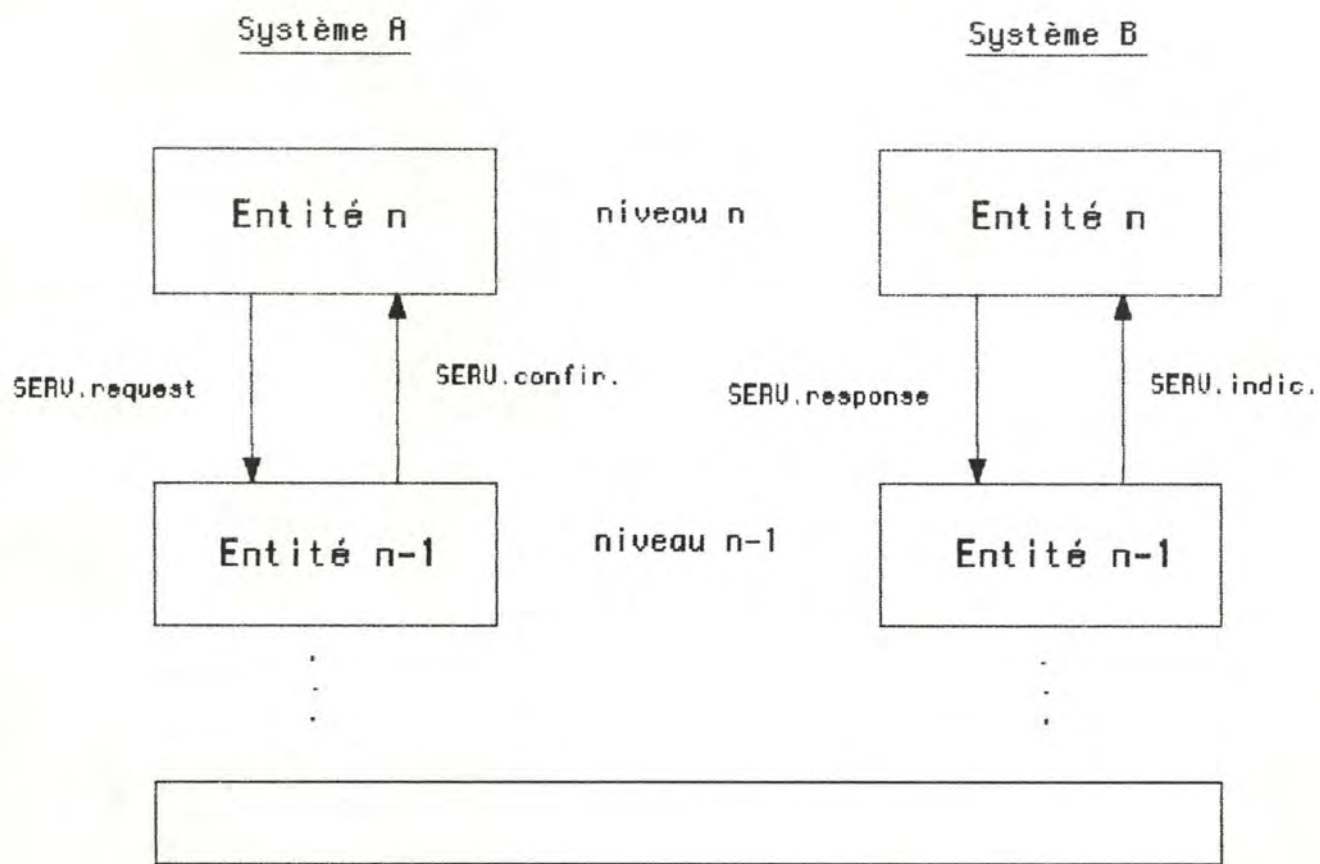 Système A
Système B
Entité n
niveau n
Entité n
SERV.request
SERV.confir.
SERV.response
SERV.indic.
Entité n-1
niveau n-1
Entité n-1